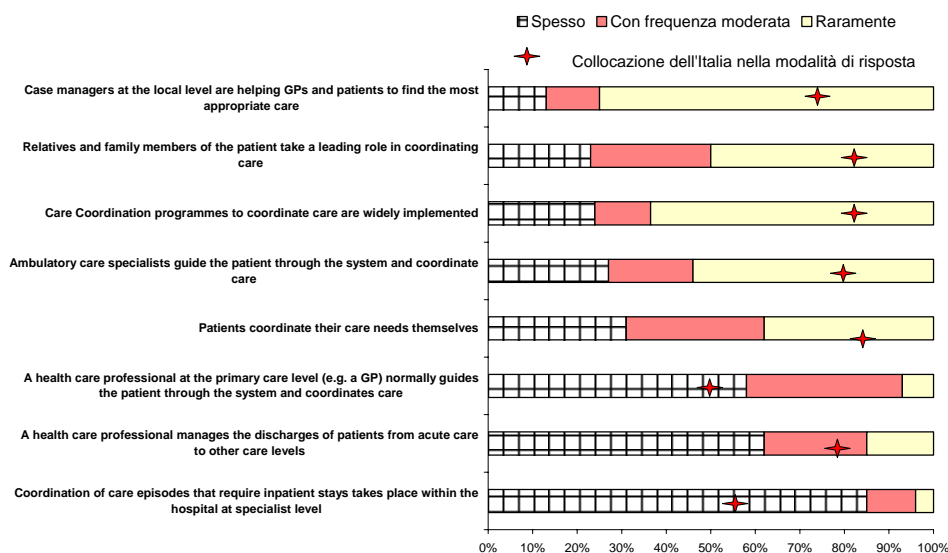 Spesso Con frequenza moderata Raramente
Collocazione dell'Italia nella modalità di risposta
Case managers at the local level are helping GPs and patients to find the most
appropriate care
Relatives and family members of the patient take a leading role in coordinating
care
Care Coordination programmes to coordinate care are widely implemented
Ambulatory care specialists guide the patient through the system and coordinate
care
Patients coordinate their care needs themselves
A health care professional at the primary care level (e.g. a GP) normally guides
the patient through the system and coordinates care
A health care professional manages the discharges of patients from acute care
to other care levels
Coordination of care episodes that require inpatient stays takes place within the
hospital at specialist level
0% 10% 20% 30% 40% 50% 60% 70% 80% 90% 100%